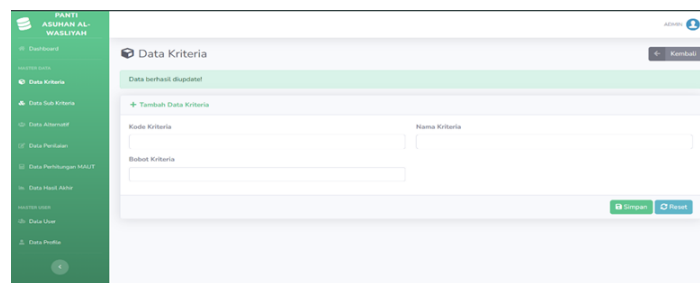 PANTI
ASUHAN AL-
WASLIYAH
ADMIN
Dashboard
MASTER DATA
Data Kriteria
Data Sub Kriteria
Data Alternatif
Data Penilaian
Data Perhitungan MAUT
Data Hasil Akhir
MASTER USER
Data User
Data Profile
Data Kriteria
Kembali
Data berhasil diupdate!
+ Tambah Data Kriteria
Kode Kriteria
Nama Kriteria
Bobot Kriteria
Simpan
Reset